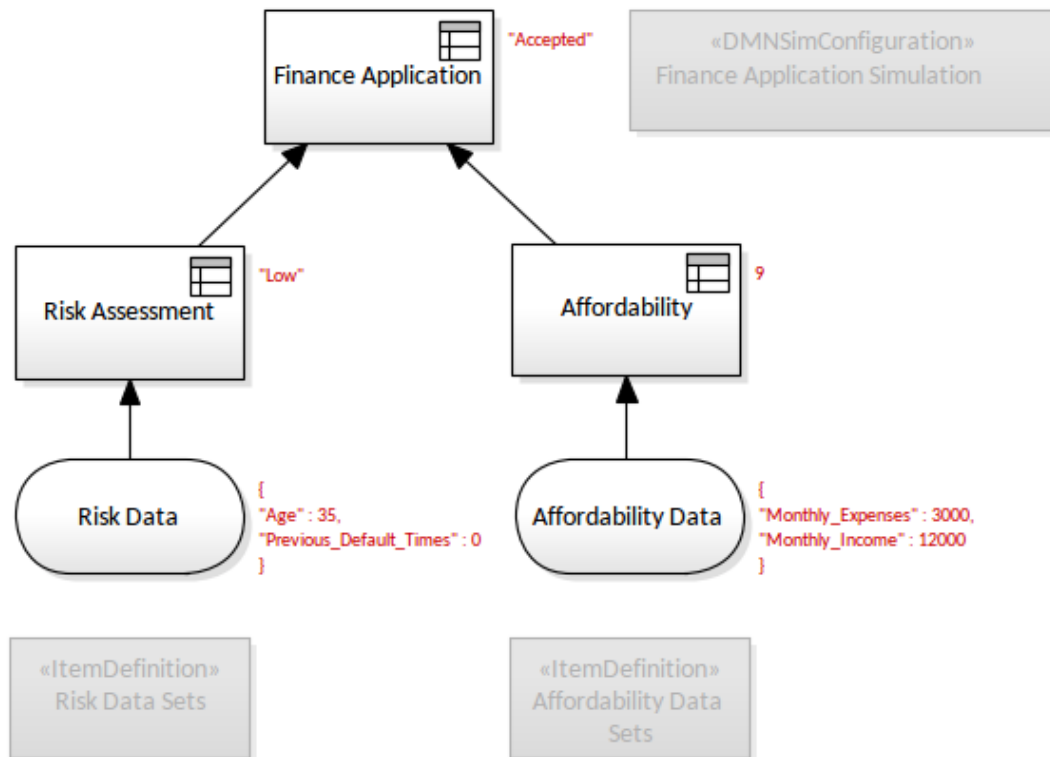 Finance Application
"Accepted"
«DMNSimConfiguration»
Finance Application Simulation
Risk Assessment
"Low"
Affordability
9
Risk Data
{
"Age" : 35,
"Previous_Default_Times" : 0
}
Affordability Data
{
"Monthly_Expenses" : 3000,
"Monthly_Income" : 12000
}
«ItemDefinition»
Risk Data Sets
«ItemDefinition»
Affordability Data
Sets